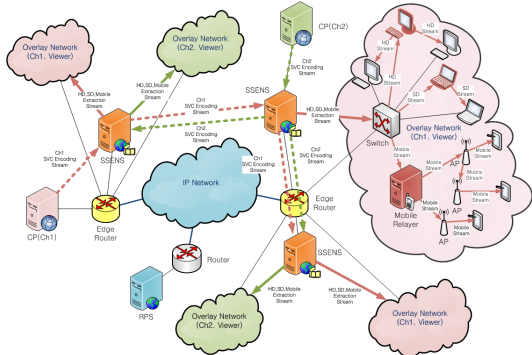 CP(Ch2)
Overlay Network
(Ch1. Viewer)
Overlay Network
(Ch2. Viewer)
HD
Stream
HD
Stream
HD
Stream
SD
Stream
SD
Stream
HD,SD,Mobile
Extraction
Stream
Ch2
SVC Encoding
Stream
SSENS
Ch1
SVC Encoding
Stream
Ch2
SVC Encoding
Stream
HD,SD,Mobile
Extraction
Stream
Switch
Overlay Network
(Ch1. Viewer)
SSENS
Ch1
SVC Encoding
Stream
Ch1
SVC Encoding
Stream
Ch2
SVC Encoding
Stream
Mobile
Stream
Mobile
Stream
Mobile
Stream
AP
Mobile
Stream
Mobile
Stream
AP
Mobile
Stream
Mobile
Stream
AP
Mobile
Relayer
IP Network
CP(Ch1)
Edge
Router
Edge
Router
Router
SSENS
RPS
HD,SD,Mobile
Extraction
Stream
HD,SD,Mobile
Extraction
Stream
Overlay Network
(Ch2. Viewer)
Overlay Network
(Ch1. Viewer)